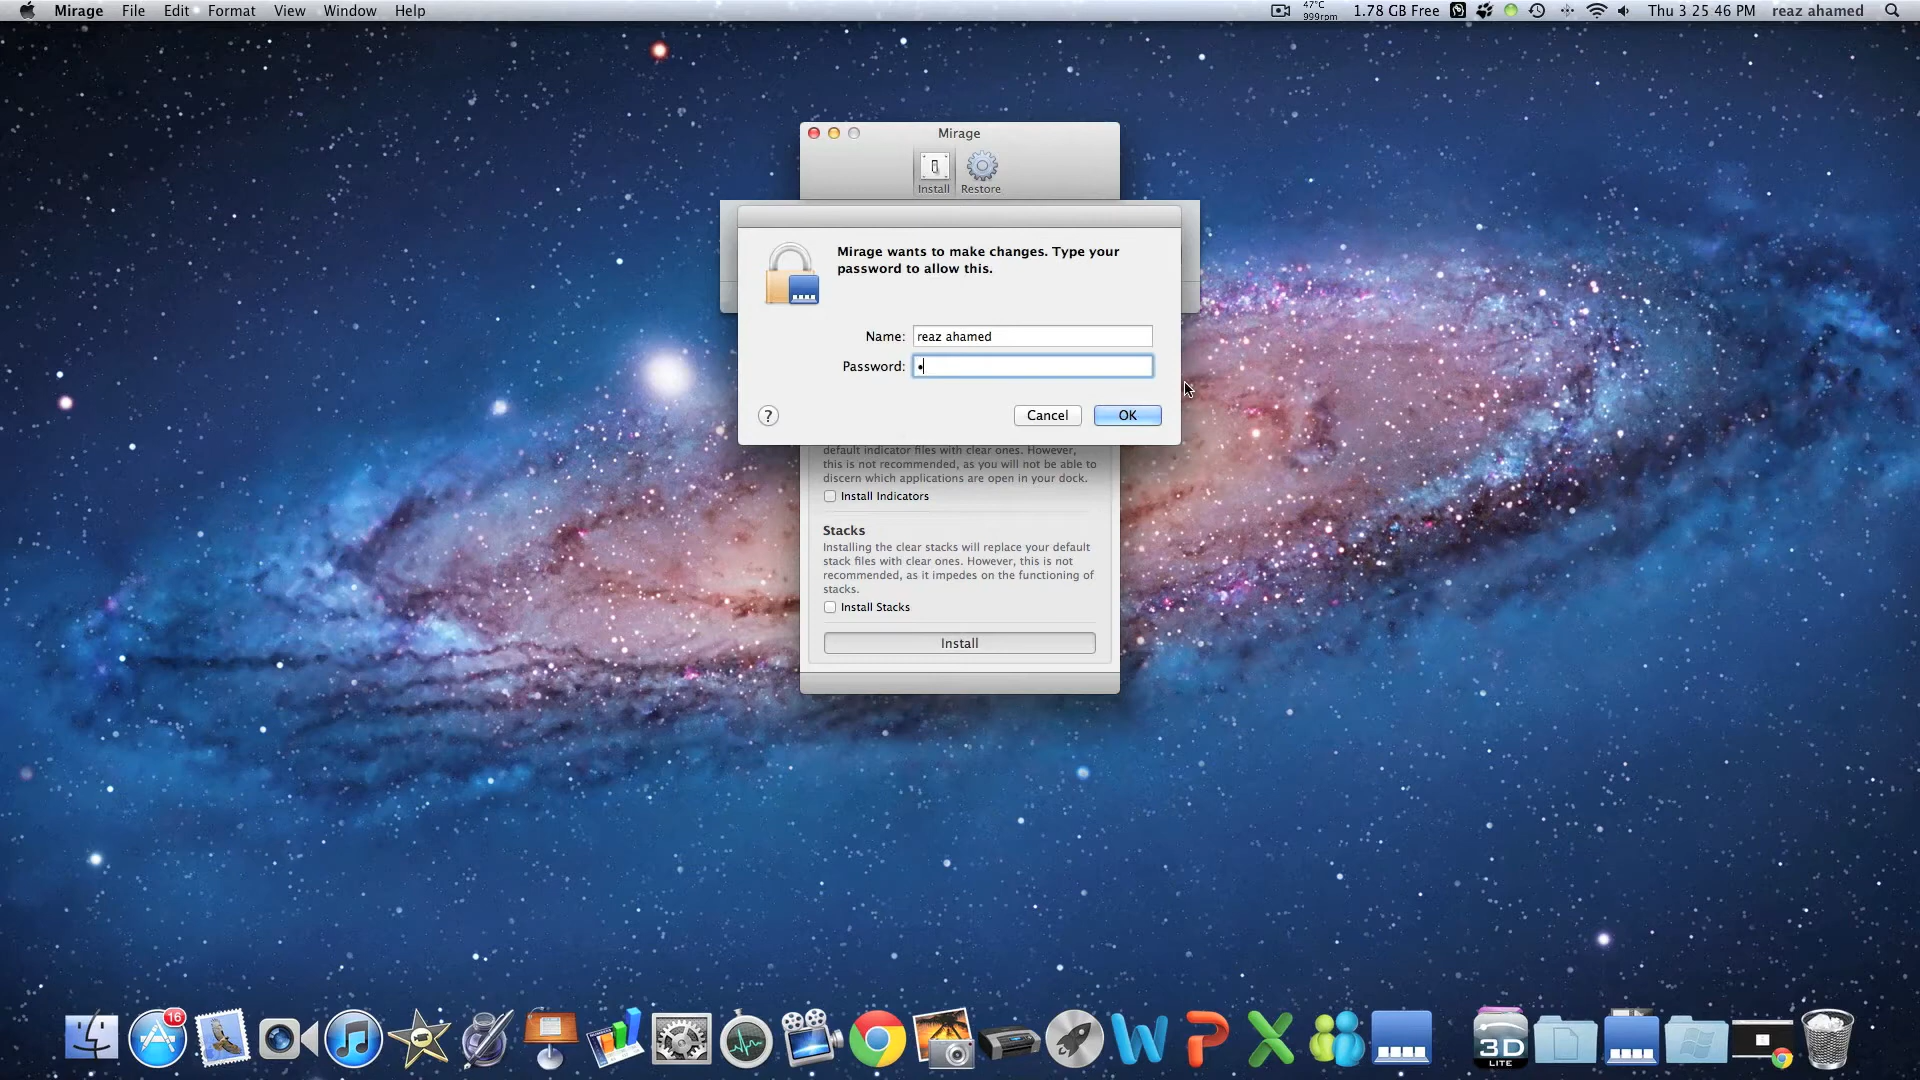 Mirage File Edit Format View Window Help
47°C
999rpm
1.78 GB Free
Thu 3 25 46 PM reaz ahamed
Mirage
Install Restore
Mirage wants to make changes. Type your
password to allow this.
Name: reaz ahamed
Password: •
? Cancel OK
default indicator files with clear ones. However,
this is not recommended, as you will not be able to
discern which applications are open in your dock.
Install Indicators
Stacks
Installing the clear stacks will replace your default
stack files with clear ones. However, this is not
recommended, as it impedes on the functioning of
stacks.
Install Stacks
Install
16
3D
LITE